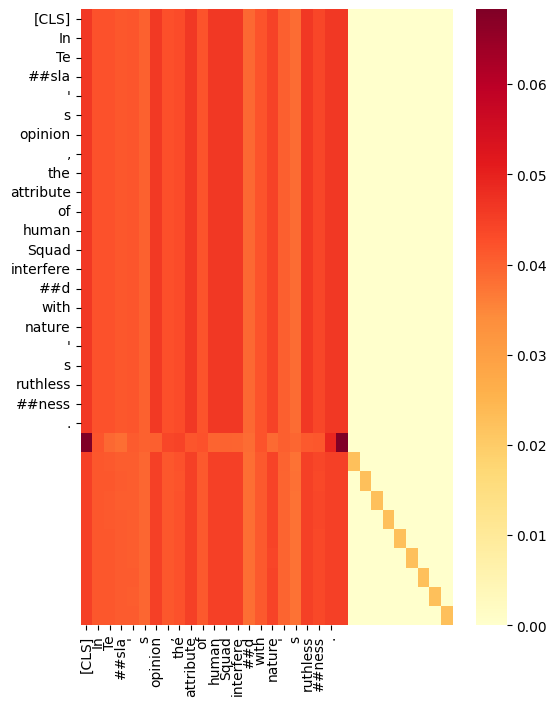 [CLS]
In
Te
##sla
'
s
opinion
,
the
attribute
of
human
Squad
interfere
##d
with
nature
'
s
ruthless
##ness
.
0.06
0.05
0.04
0.03
0.02
0.01
0.00
[CLS]
In
Te
##sla
'
s
opinion
,
the
attribute
of
human
Squad
interfere
##d
with
nature
'
s
ruthless
##ness
.